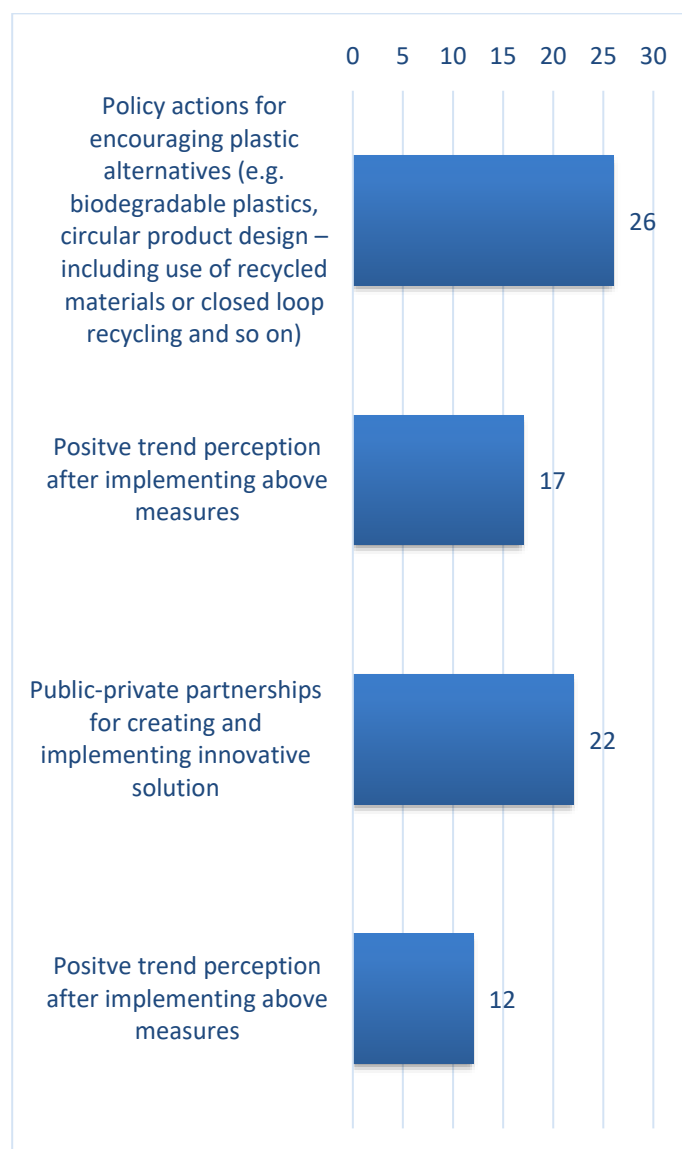 0 5 10 15 20 25 30
Policy actions for
encouraging plastic
alternatives (e.g.
biodegradable plastics,
circular product design –
including use of recycled
materials or closed loop
recycling and so on)
26
Positve trend perception
after implementing above
measures
17
Public-private partnerships
for creating and
implementing innovative
solution
22
Positve trend perception
after implementing above
measures
12